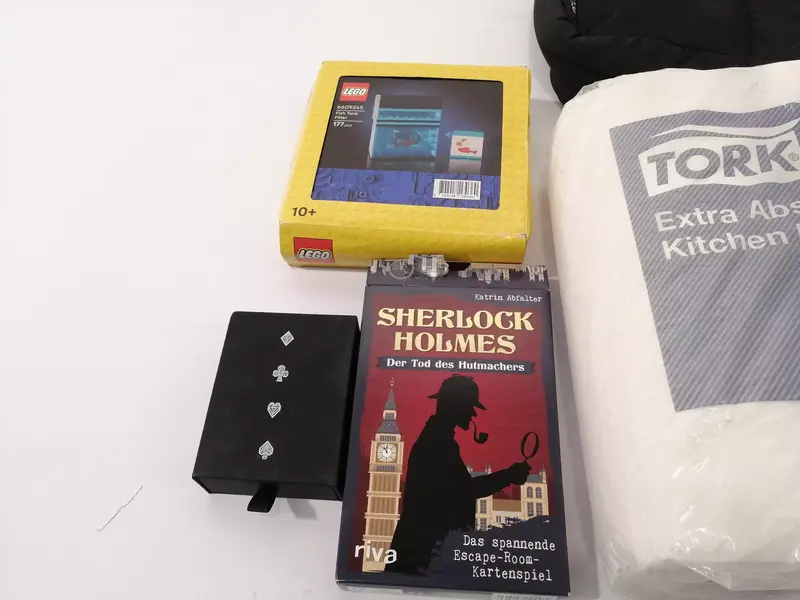 LEGO
6609245
Fish Tank
177 pcs
10+
LEGO
TORK®
Extra Abs
Kitchen
Katrin Abfalter
SHERLOCK
HOLMES
Der Tod des Hutmachers
riva
Das spannende
Escape-Room-
Kartenspiel